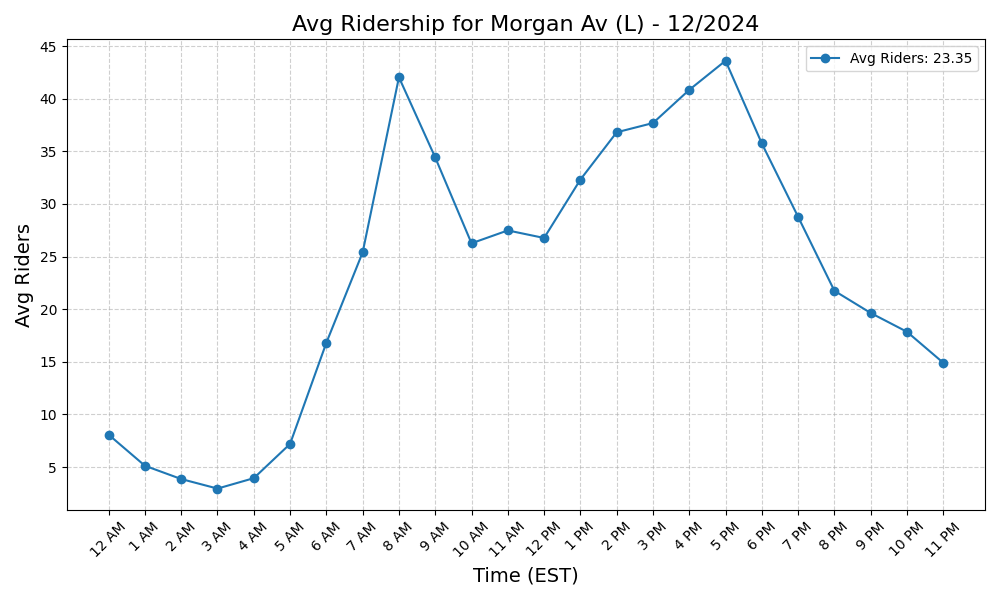 Avg Ridership for Morgan Av (L) - 12/2024
Avg Riders: 23.35
Avg Riders
45
40
35
30
25
20
15
10
5
12 AM
1 AM
2 AM
3 AM
4 AM
5 AM
6 AM
7 AM
8 AM
9 AM
10 AM
11 AM
12 PM
1 PM
2 PM
3 PM
4 PM
5 PM
6 PM
7 PM
8 PM
9 PM
10 PM
11 PM
Time (EST)